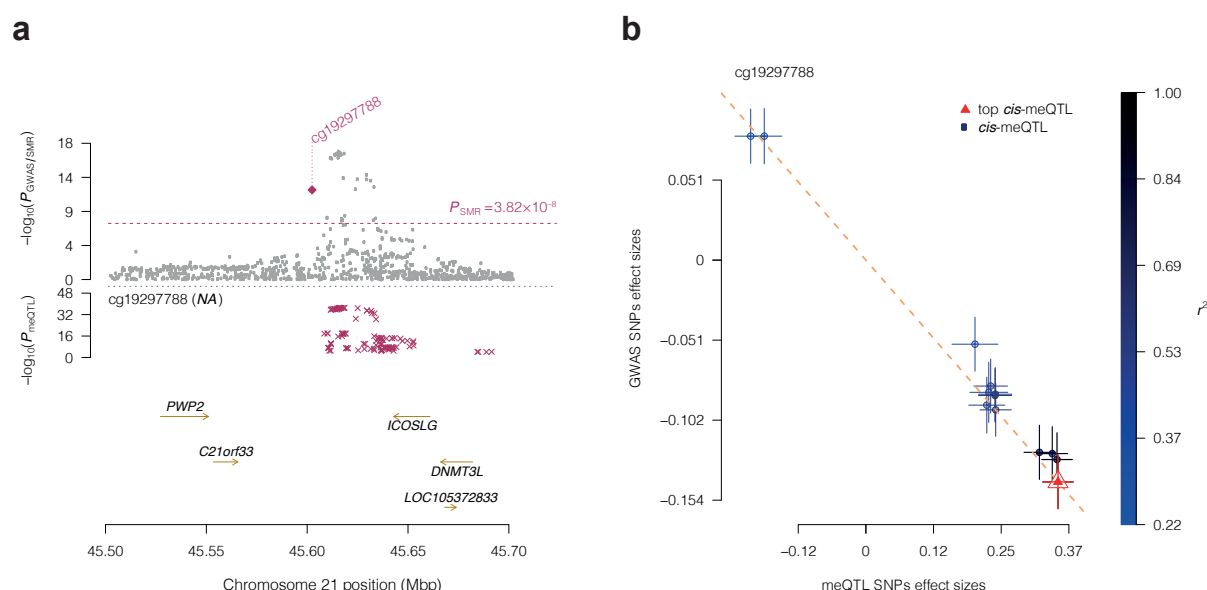 a
cg19297788
−log10(PGWAS/SMR)
18
14
9
4
0
PSMR =3.82×10−8
cg19297788 (NA)
−log10(PmeQTL)
48
32
16
0
PWP2
ICOSLG
C21orf33
DNMT3L
LOC105372833
45.50
45.55
45.60
45.65
45.70
Chromosome 21 position (Mbp)
b
cg19297788
top cis-meQTL
cis-meQTL
GWAS SNPs effect sizes
0.051
0
−0.051
−0.102
−0.154
−0.12
0
0.12
0.25
0.37
meQTL SNPs effect sizes
1.00
0.84
0.69
0.53
0.37
0.22
r2